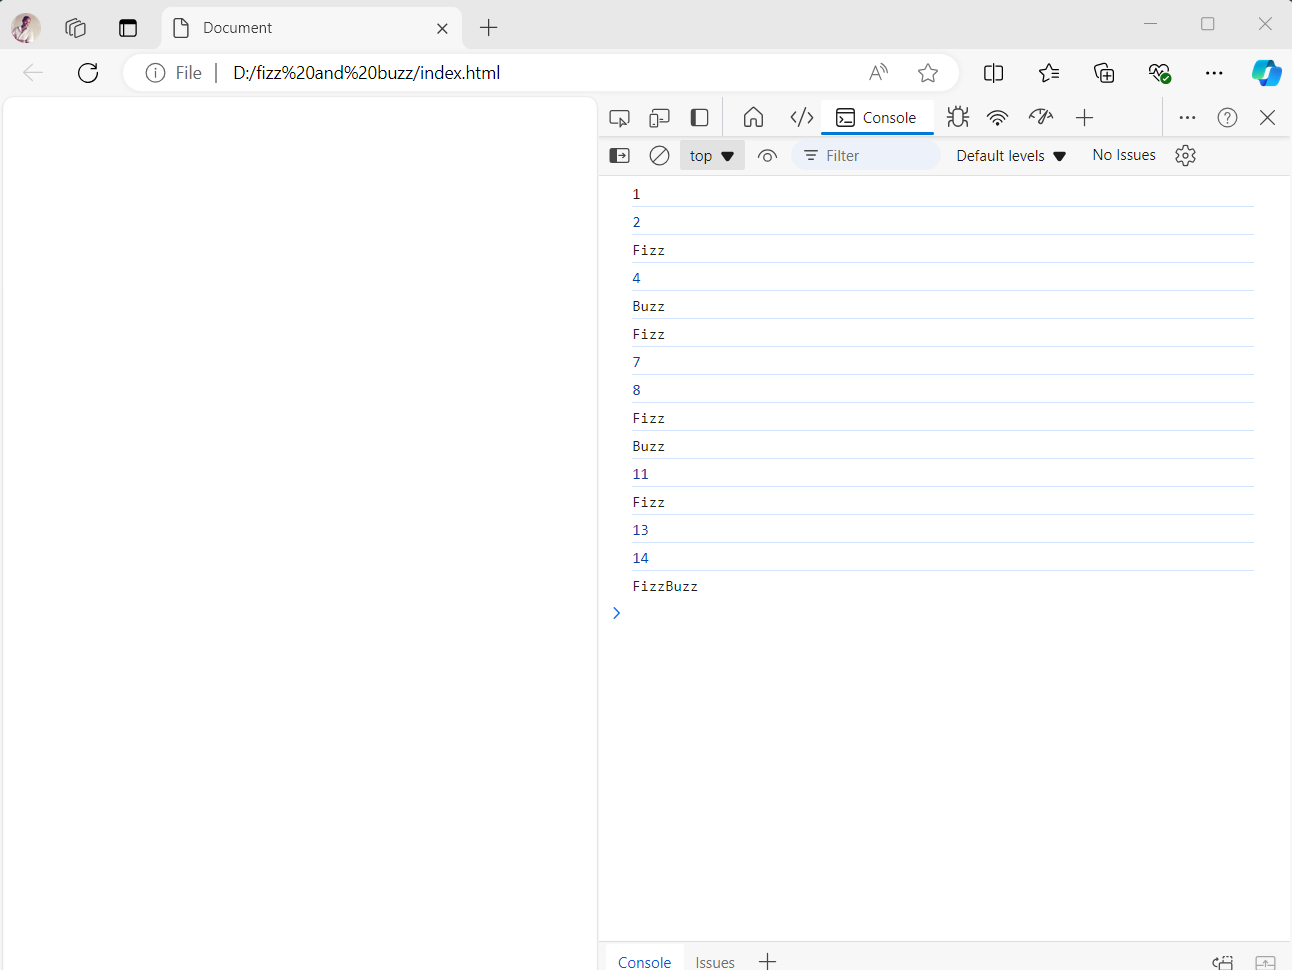 Document
File
D:/fizz%20and%20buzz/index.html
Console
top
Filter
Default levels
No Issues
1
2
Fizz
4
Buzz
Fizz
7
8
Fizz
Buzz
11
Fizz
13
14
FizzBuzz
Console
Issues